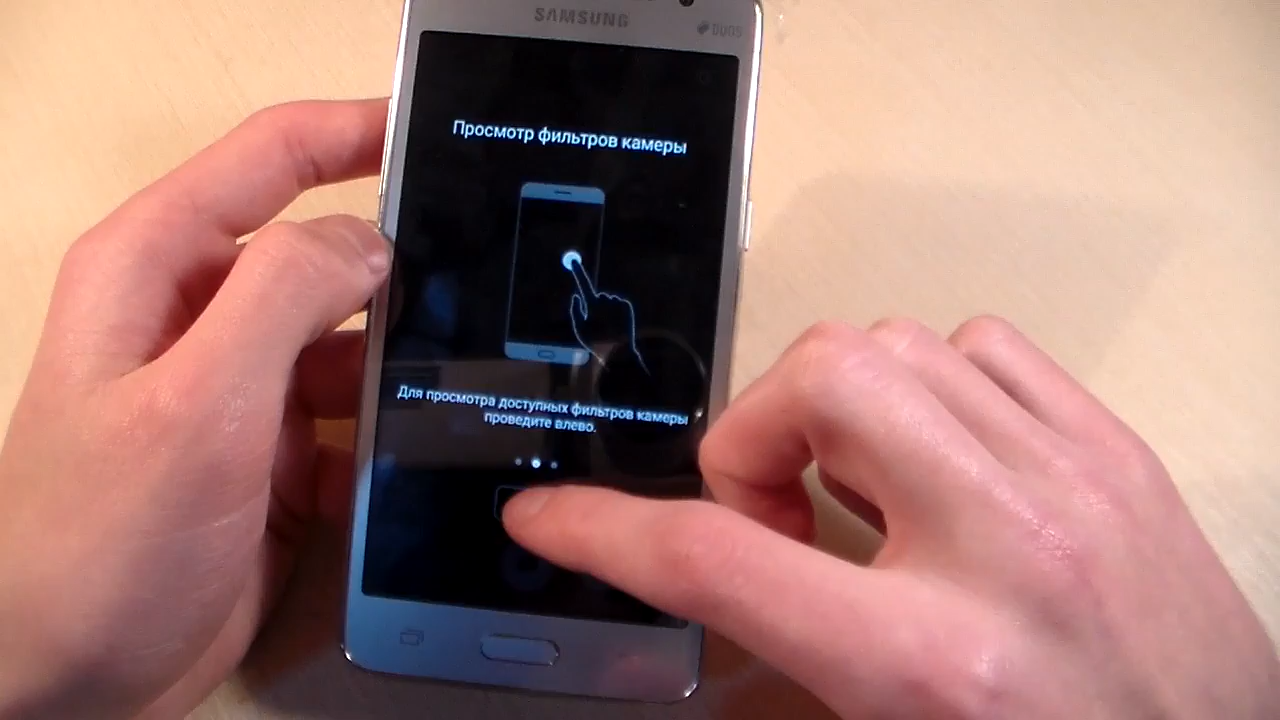 SAMSUNG
DUOS
Просмотр фильтров камеры
Для просмотра доступных фильтров камеры
проведите влево.